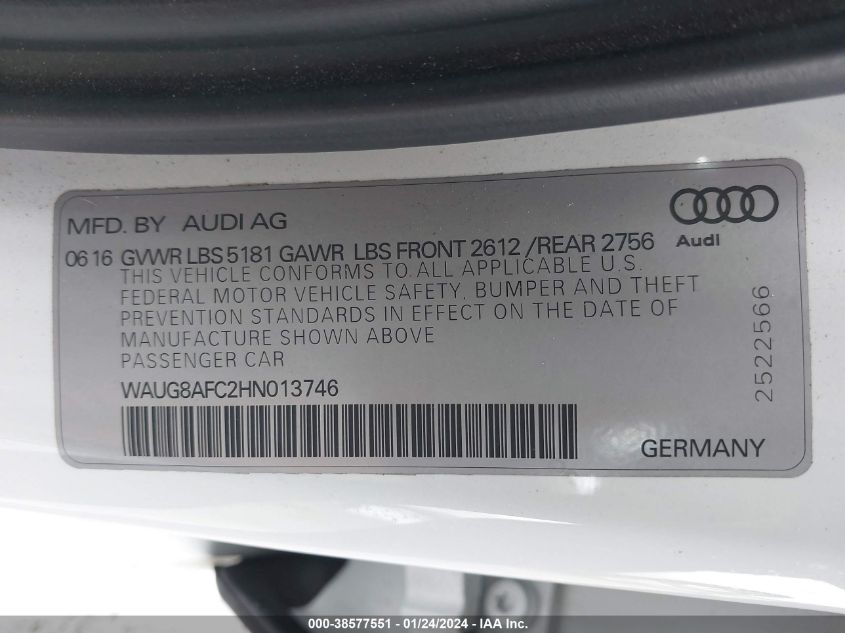 MFD. BY AUDI AG
0616 GVWR LBS 5181 GAWR LBS FRONT 2612 /REAR 2756
Audi
THIS VEHICLE CONFORMS TO ALL APPLICABLE U.S.
FEDERAL MOTOR VEHICLE SAFETY, BUMPER AND THEFT
PREVENTION STANDARDS IN EFFECT ON THE DATE OF
MANUFACTURE SHOWN ABOVE
PASSENGER CAR
WAUG8AFC2HN013746
GERMANY
2522566
000-38577551 - 01/24/2024 - IAA Inc.